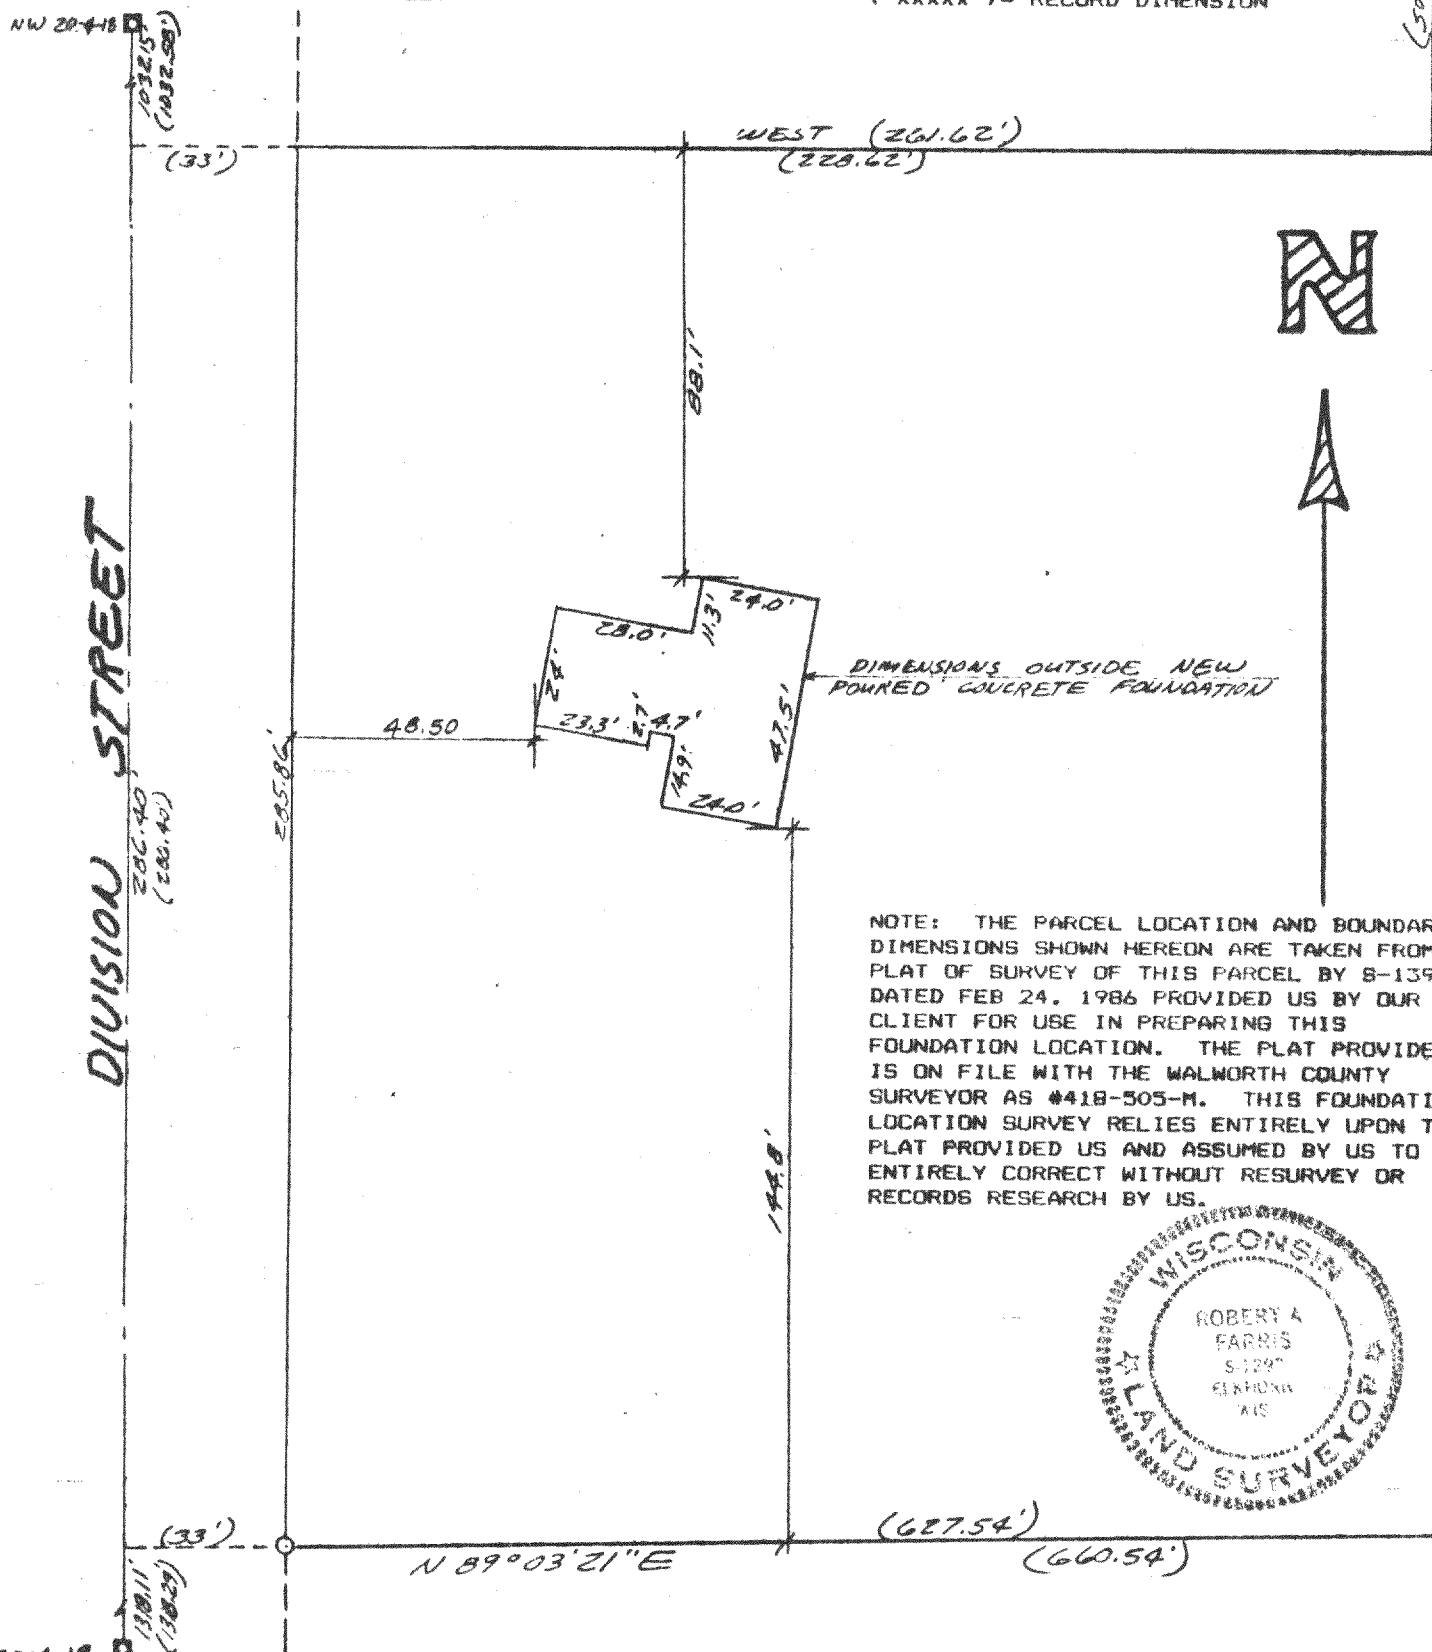 ( xxxxx )= RECORD DIMENSION
NW 20-4-18
1032.15'
(1032.58')
(33')
WEST (261.62')
(228.62')
N
88.1'
24.0'
11.3'
28.0'
24'
23.3'
2.7'
4.7'
14.9'
24.0'
47.5'
DIMENSIONS OUTSIDE NEW
POURED CONCRETE FOUNDATION
48.50
285.86'
DIVISION STREET
286.40'
(286.40')
144.8'
NOTE: THE PARCEL LOCATION AND BOUNDAR
DIMENSIONS SHOWN HEREON ARE TAKEN FROM
PLAT OF SURVEY OF THIS PARCEL BY S-139
DATED FEB 24. 1986 PROVIDED US BY OUR
CLIENT FOR USE IN PREPARING THIS
FOUNDATION LOCATION. THE PLAT PROVIDE
IS ON FILE WITH THE WALWORTH COUNTY
SURVEYOR AS #418-505-M. THIS FOUNDATI
LOCATION SURVEY RELIES ENTIRELY UPON T
PLAT PROVIDED US AND ASSUMED BY US TO
ENTIRELY CORRECT WITHOUT RESURVEY OR
RECORDS RESEARCH BY US.
WISCONSIN
ROBERT A
FARRIS
ELKHORN
WIS
LAND SURVEYOR
(33')
N 89°03'21"E
(627.54')
(660.54')
1318.11'
(1318.29')